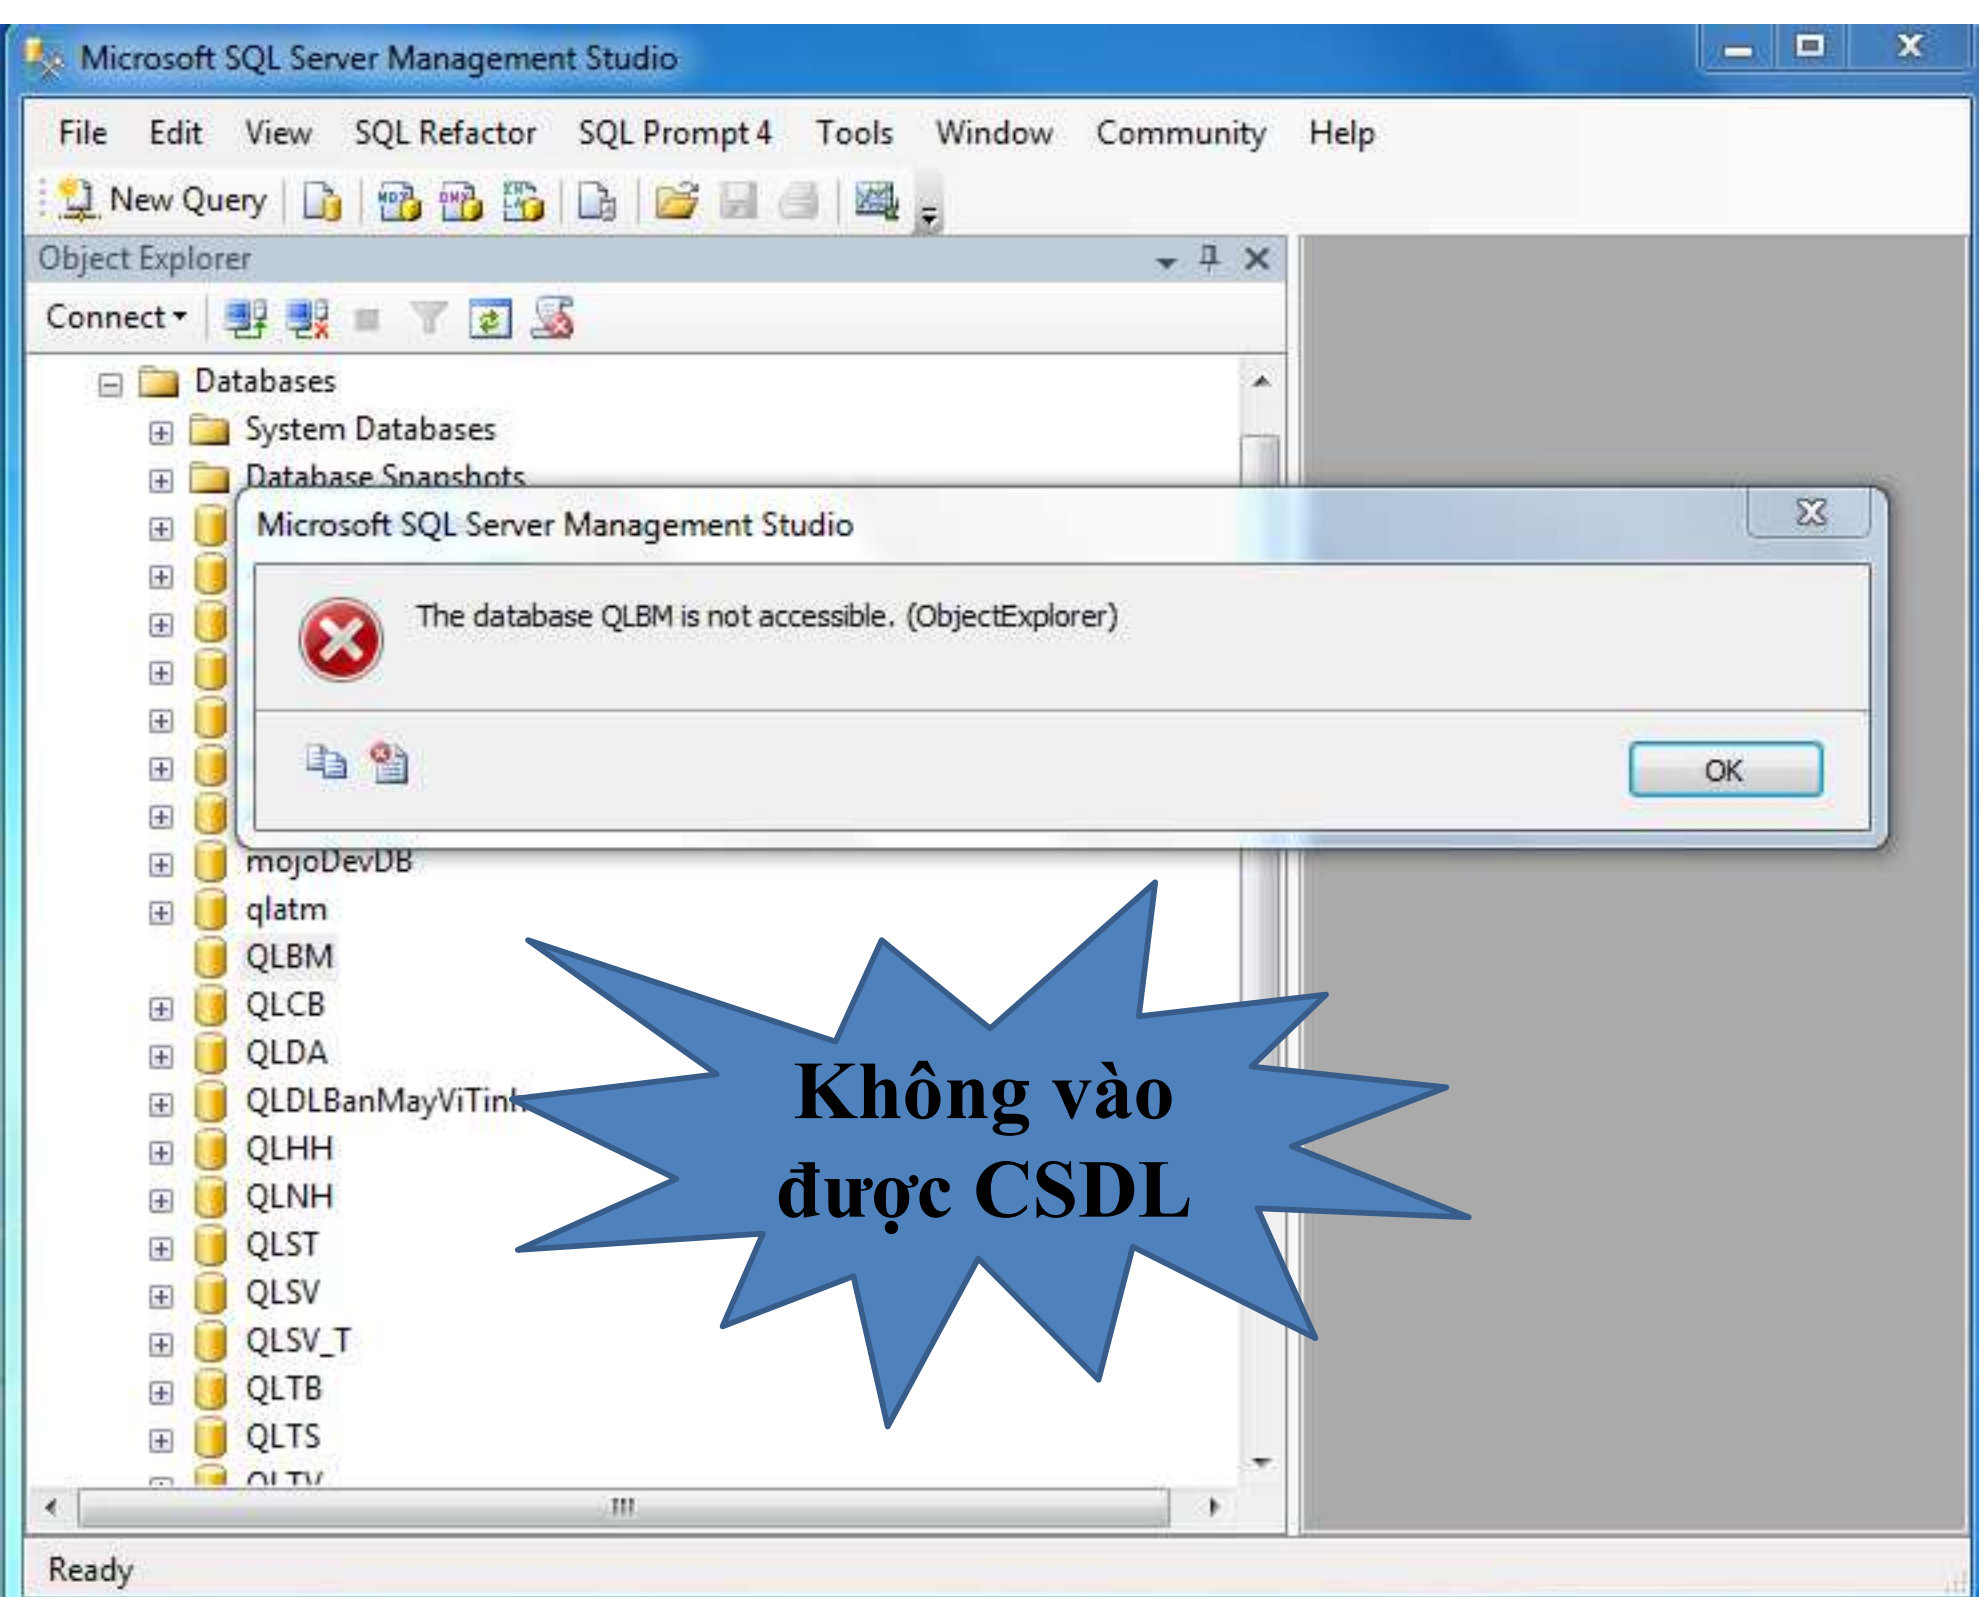 Microsoft SQL Server Management Studio
File Edit View SQL Refactor SQL Prompt 4 Tools Window Community Help
New Query
Object Explorer
Connect
Databases
System Databases
Database Snapshots
Microsoft SQL Server Management Studio
The database QLBM is not accessible. (ObjectExplorer)
OK
mojoDevDB
qlatm
QLBM
QLCB
QLDA
QLDLBanMayViTinh
QLHH
QLNH
QLST
QLSV
QLSV_T
QLTB
QLTS
QLTV
Không vào
được CSDL
Ready